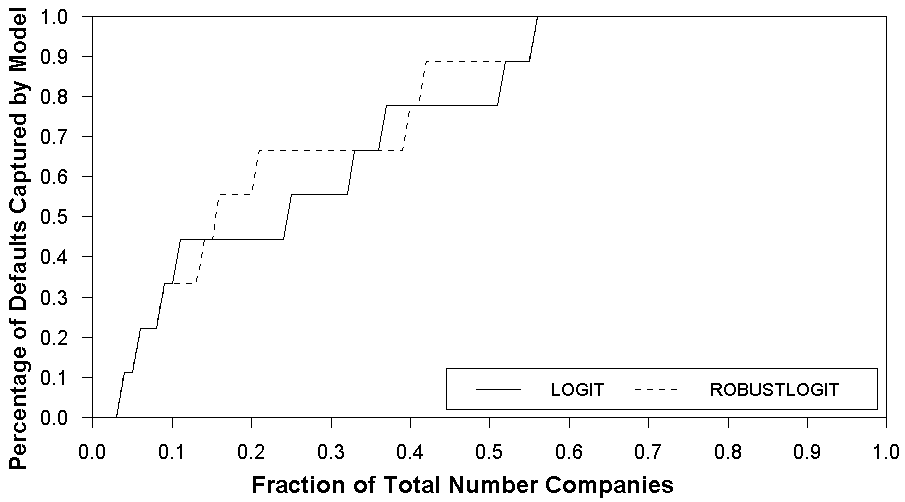 Percentage of Defaults Captured by Model
1.0
0.9
0.8
0.7
0.6
0.5
0.4
0.3
0.2
0.1
0.0
LOGIT ROBUSTLOGIT
0.0 0.1 0.2 0.3 0.4 0.5 0.6 0.7 0.8 0.9 1.0
Fraction of Total Number Companies